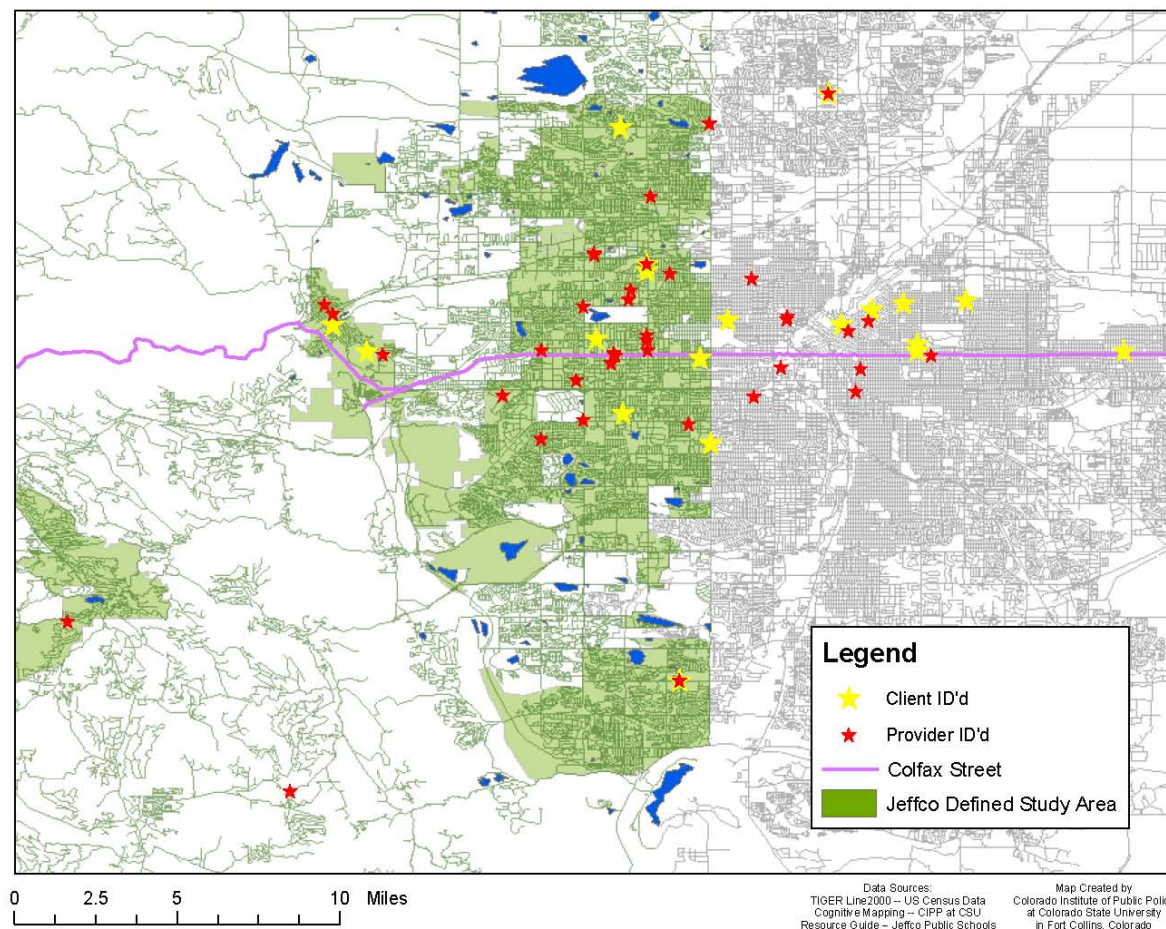 Legend
Client ID'd
Provider ID'd
Colfax Street
Jeffco Defined Study Area
0 2.5 5 10 Miles
Data Sources:
TIGER Line2000 -- US Census Data
Cognitive Mapping -- CIPP at CSU
Resource Guide – Jeffco Public Schools
Map Created by
Colorado Institute of Public Polic
at Colorado State University
in Fort Collins, Colorado